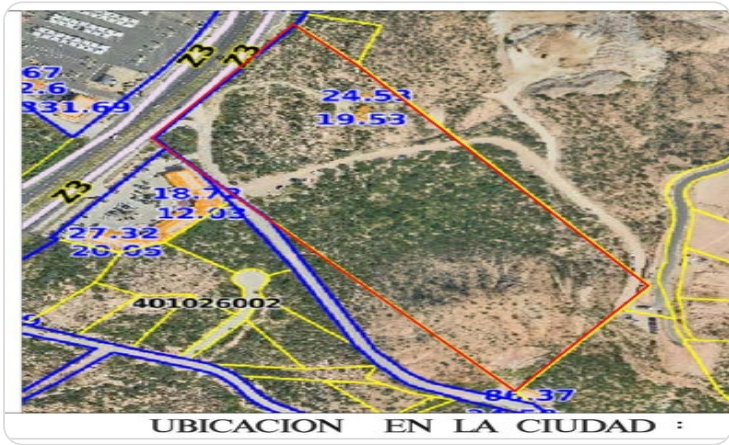 Z3
Z3
67
2.6
331.69
24.53
19.53
Z3
18.72
12.03
27.32
20.05
401026002
86.37
UBICACION EN LA CIUDAD :